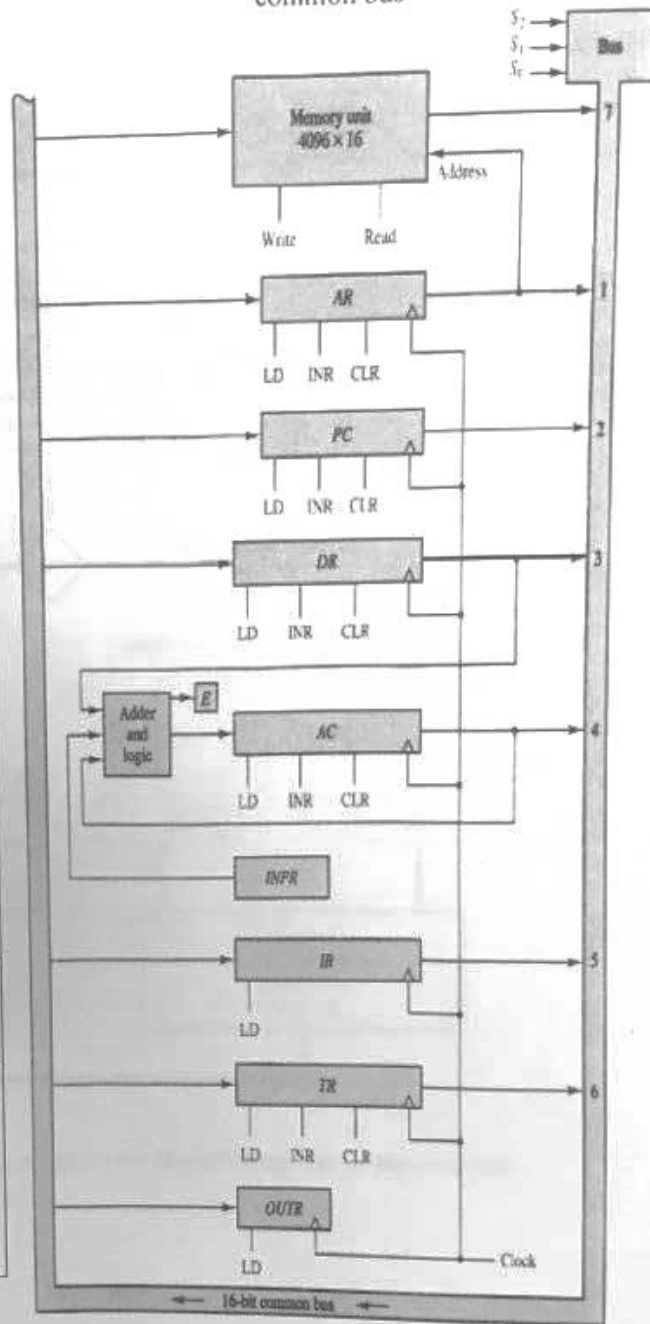 common bus
S₂
S₁
S₀
Bus
Memory unit
4096 × 16
7
Address
Write Read
AR
1
LD INR CLR
PC
2
LD INR CLR
DR
3
LD INR CLR
Adder
and
logic
E
AC
4
LD INR CLR
INPR
IR
5
LD
TR
6
LD INR CLR
OUTR
LD
Clock
16-bit common bus